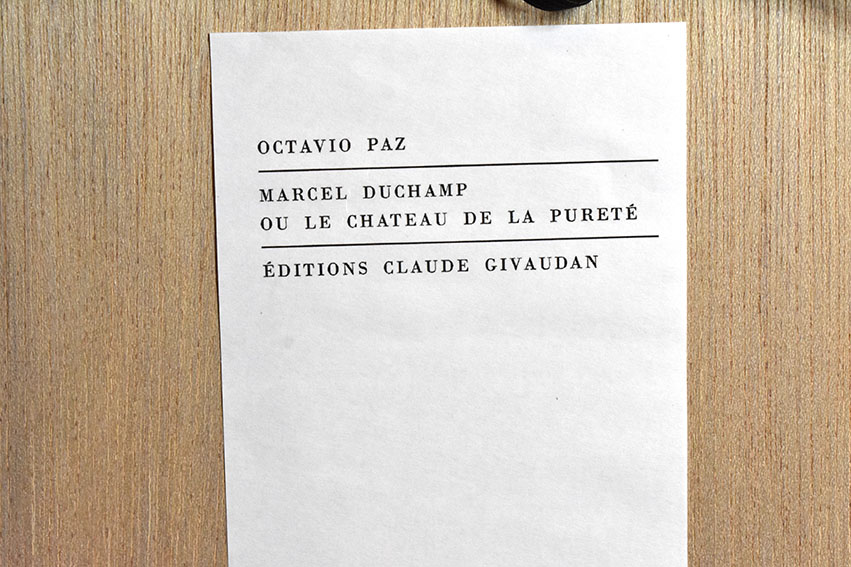 OCTAVIO PAZ
MARCEL DUCHAMP
OU LE CHATEAU DE LA PURETÉ
ÉDITIONS CLAUDE GIVAUDAN